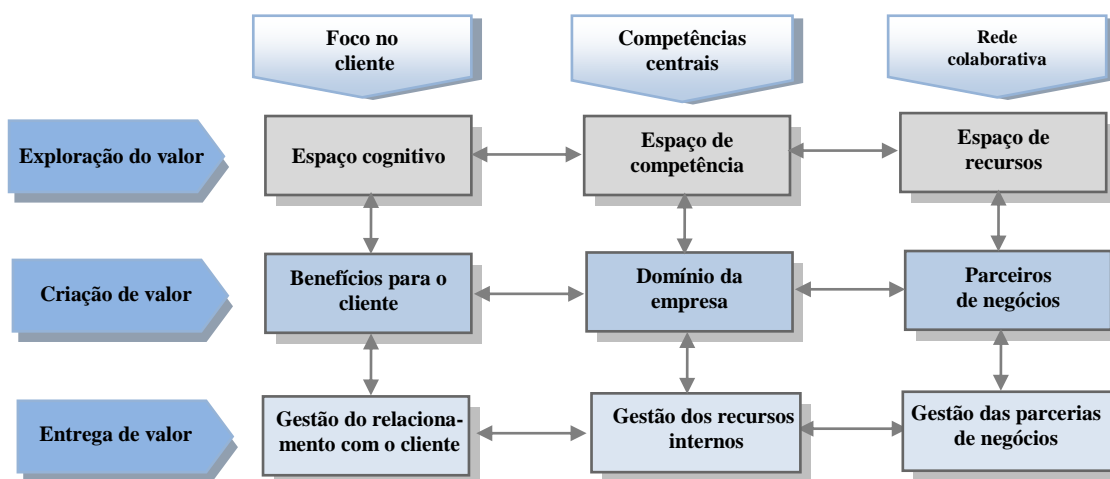 Foco no
cliente
Competências
centrais
Rede
colaborativa
Exploração do valor
Espaço cognitivo
Espaço de
competência
Espaço de
recursos
Criação de valor
Benefícios para o
cliente
Domínio da
empresa
Parceiros
de negócios
Entrega de valor
Gestão do relaciona-
mento com o cliente
Gestão dos recursos
internos
Gestão das parcerias
de negócios